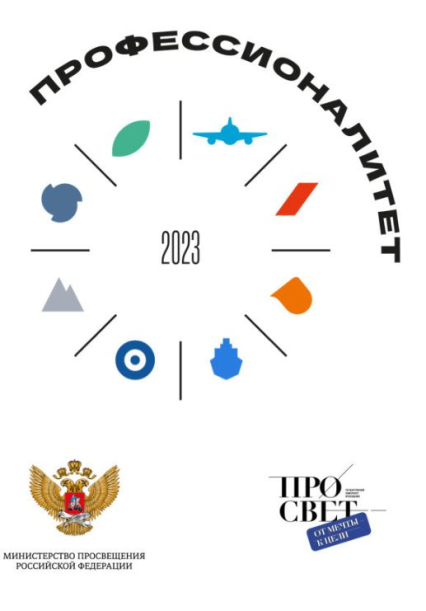 ПРОФЕССИОНАЛИТЕТ
2023
МИНИСТЕРСТВО ПРОСВЕЩЕНИЯ
РОССИЙСКОЙ ФЕДЕРАЦИИ
ПРО
СВЕТ
ОТ МЕЧТЫ
К ЦЕЛИ